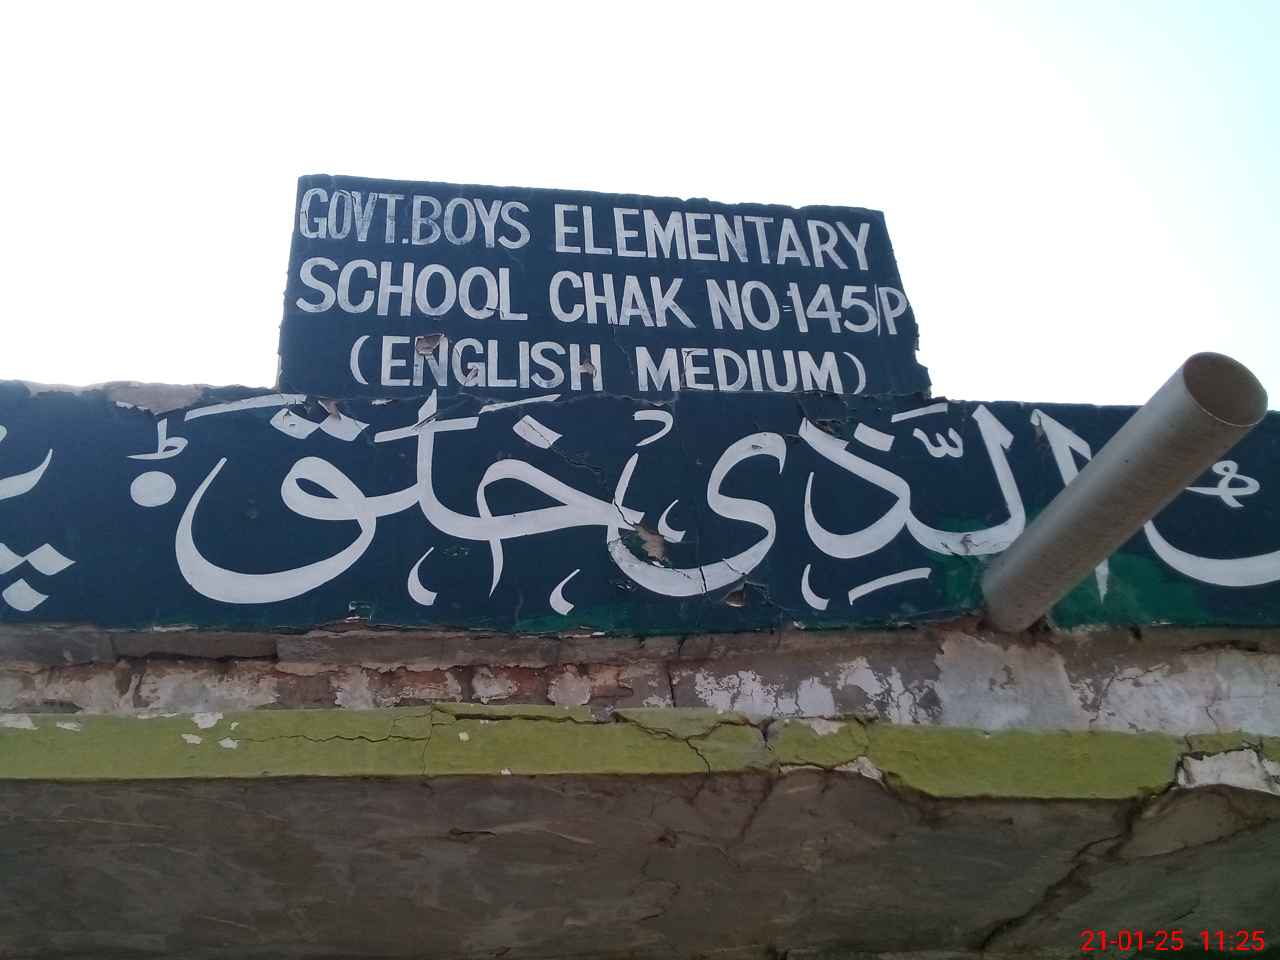 GOVT.BOYS ELEMENTARY
SCHOOL CHAK NO=145/P
(ENGLISH MEDIUM)
الَّذِیْ خَلَقَ
21-01-25 11:25